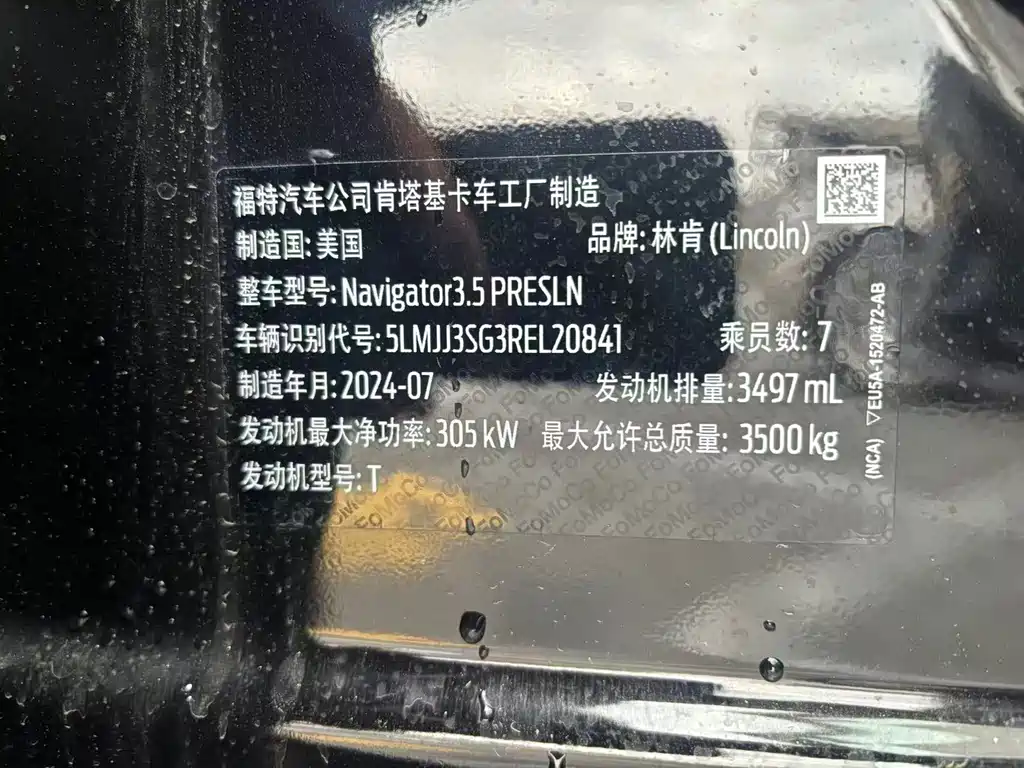 福特汽车公司肯塔基卡车工厂制造
制造国: 美国 品牌: 林肯 (Lincoln)
整车型号: Navigator3.5 PRESLN
车辆识别代号: 5LMJJ3SG3REL20841 乘员数: 7
制造年月: 2024-07 发动机排量: 3497 mL
发动机最大净功率: 305 kW 最大允许总质量: 3500 kg
发动机型号: T
(NCA) ▽EU5A-1520472-AB
FoMoCo FoMoCo FoMoCo FoMoCo